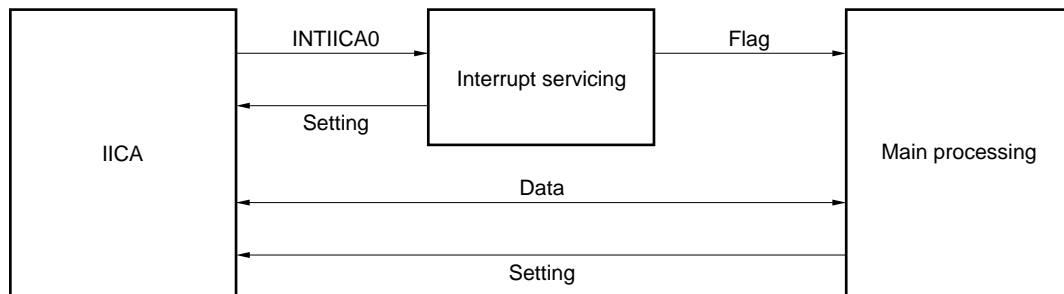 INTIICA0
Flag
Interrupt servicing
Setting
IICA
Main processing
Data
Setting